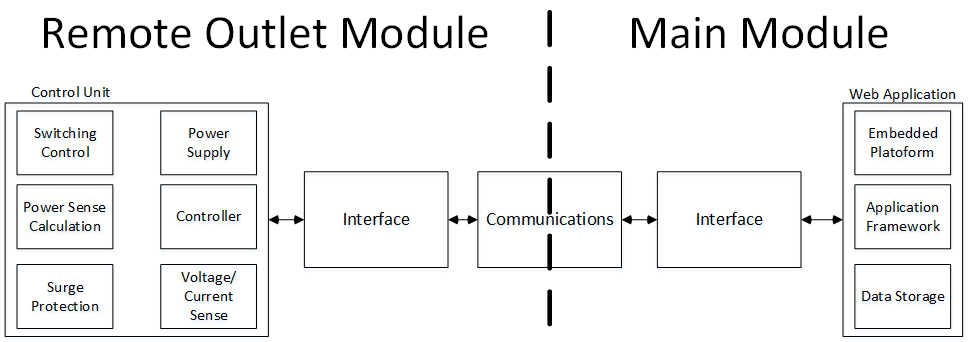 Remote Outlet Module
Main Module
Control Unit
Switching
Control
Power
Supply
Power Sense
Calculation
Controller
Surge
Protection
Voltage/
Current
Sense
Interface
Communications
Interface
Web Application
Embedded
Platoform
Application
Framework
Data Storage